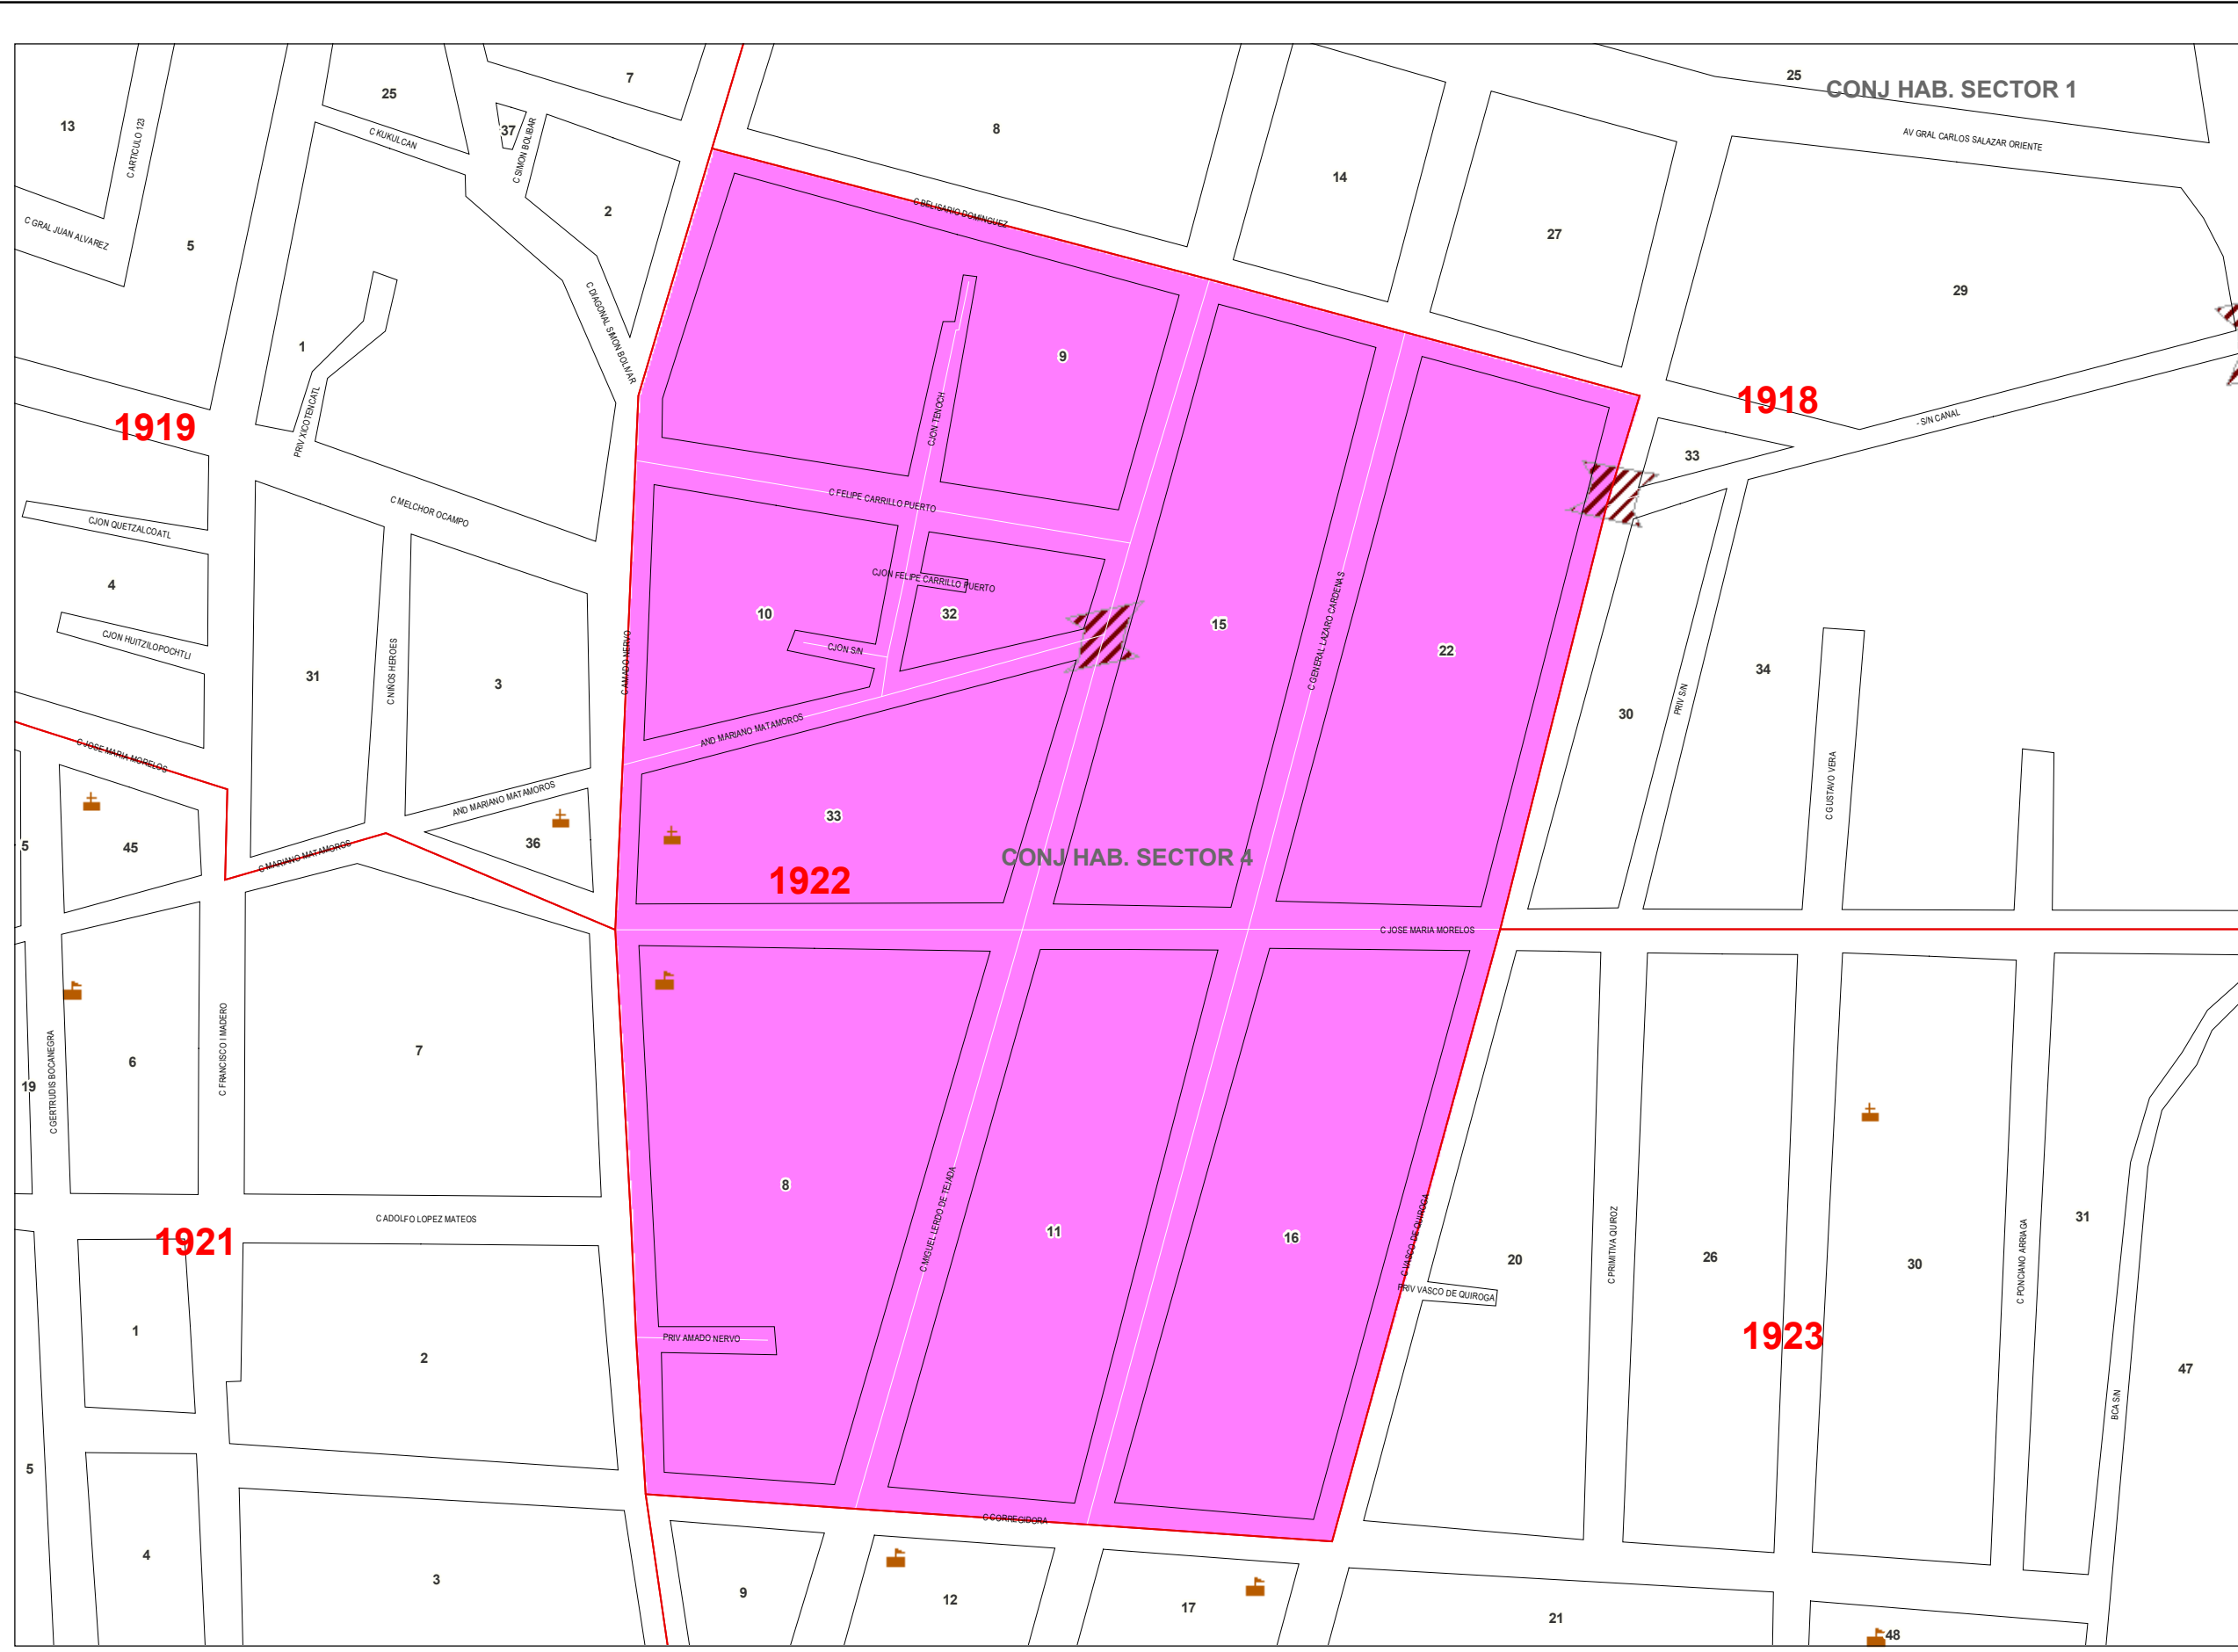 7
25
25
CONJ HAB. SECTOR 1
13
37
8
C ARTICULO 123
C KUKULCAN
C SIMON BOLIBAR
AV GRAL CARLOS SALAZAR ORIENTE
14
2
C BELISARIO DOMINGUEZ
C GRAL JUAN ALVAREZ
5
27
29
C DIAGONAL SIMON BOLIVAR
1
9
1919
PRIV XICOTENCATL
CJON TENOCH
1918
- S/N CANAL
33
C MELCHOR OCAMPO
C FELIPE CARRILLO PUERTO
CJON QUETZALCOATL
4
CJON FELIPE CARRILLO PUERTO
10
32
15
C GENERAL LAZARO CARDENAS
CJON HUITZILOPOCHTLI
CJON S/N
22
31
C NIÑOS HEROES
3
C AMADO NERVO
34
30
PRIV S/N
AND MARIANO MATAMOROS
C JOSE MARIA MORELOS
C GUSTAVO VERA
AND MARIANO MATAMOROS
33
5
45
C MARIANO MATAMOROS
36
CONJ HAB. SECTOR 4
1922
C JOSE MARIA MORELOS
C GERTRUDIS BOCANEGRA
6
C FRANCISCO I MADERO
7
19
8
C MIGUEL LERDO DE TEJADA
11
16
C VASCO DE QUIROGA
C ADOLFO LOPEZ MATEOS
1921
20
C PRIMITIVA QUIROZ
26
30
C PONCIANO ARRIAGA
31
PRIV VASCO DE QUIROGA
1
PRIV AMADO NERVO
1923
2
47
BCA S/N
5
C CORREGIDORA
4
3
9
12
17
21
48